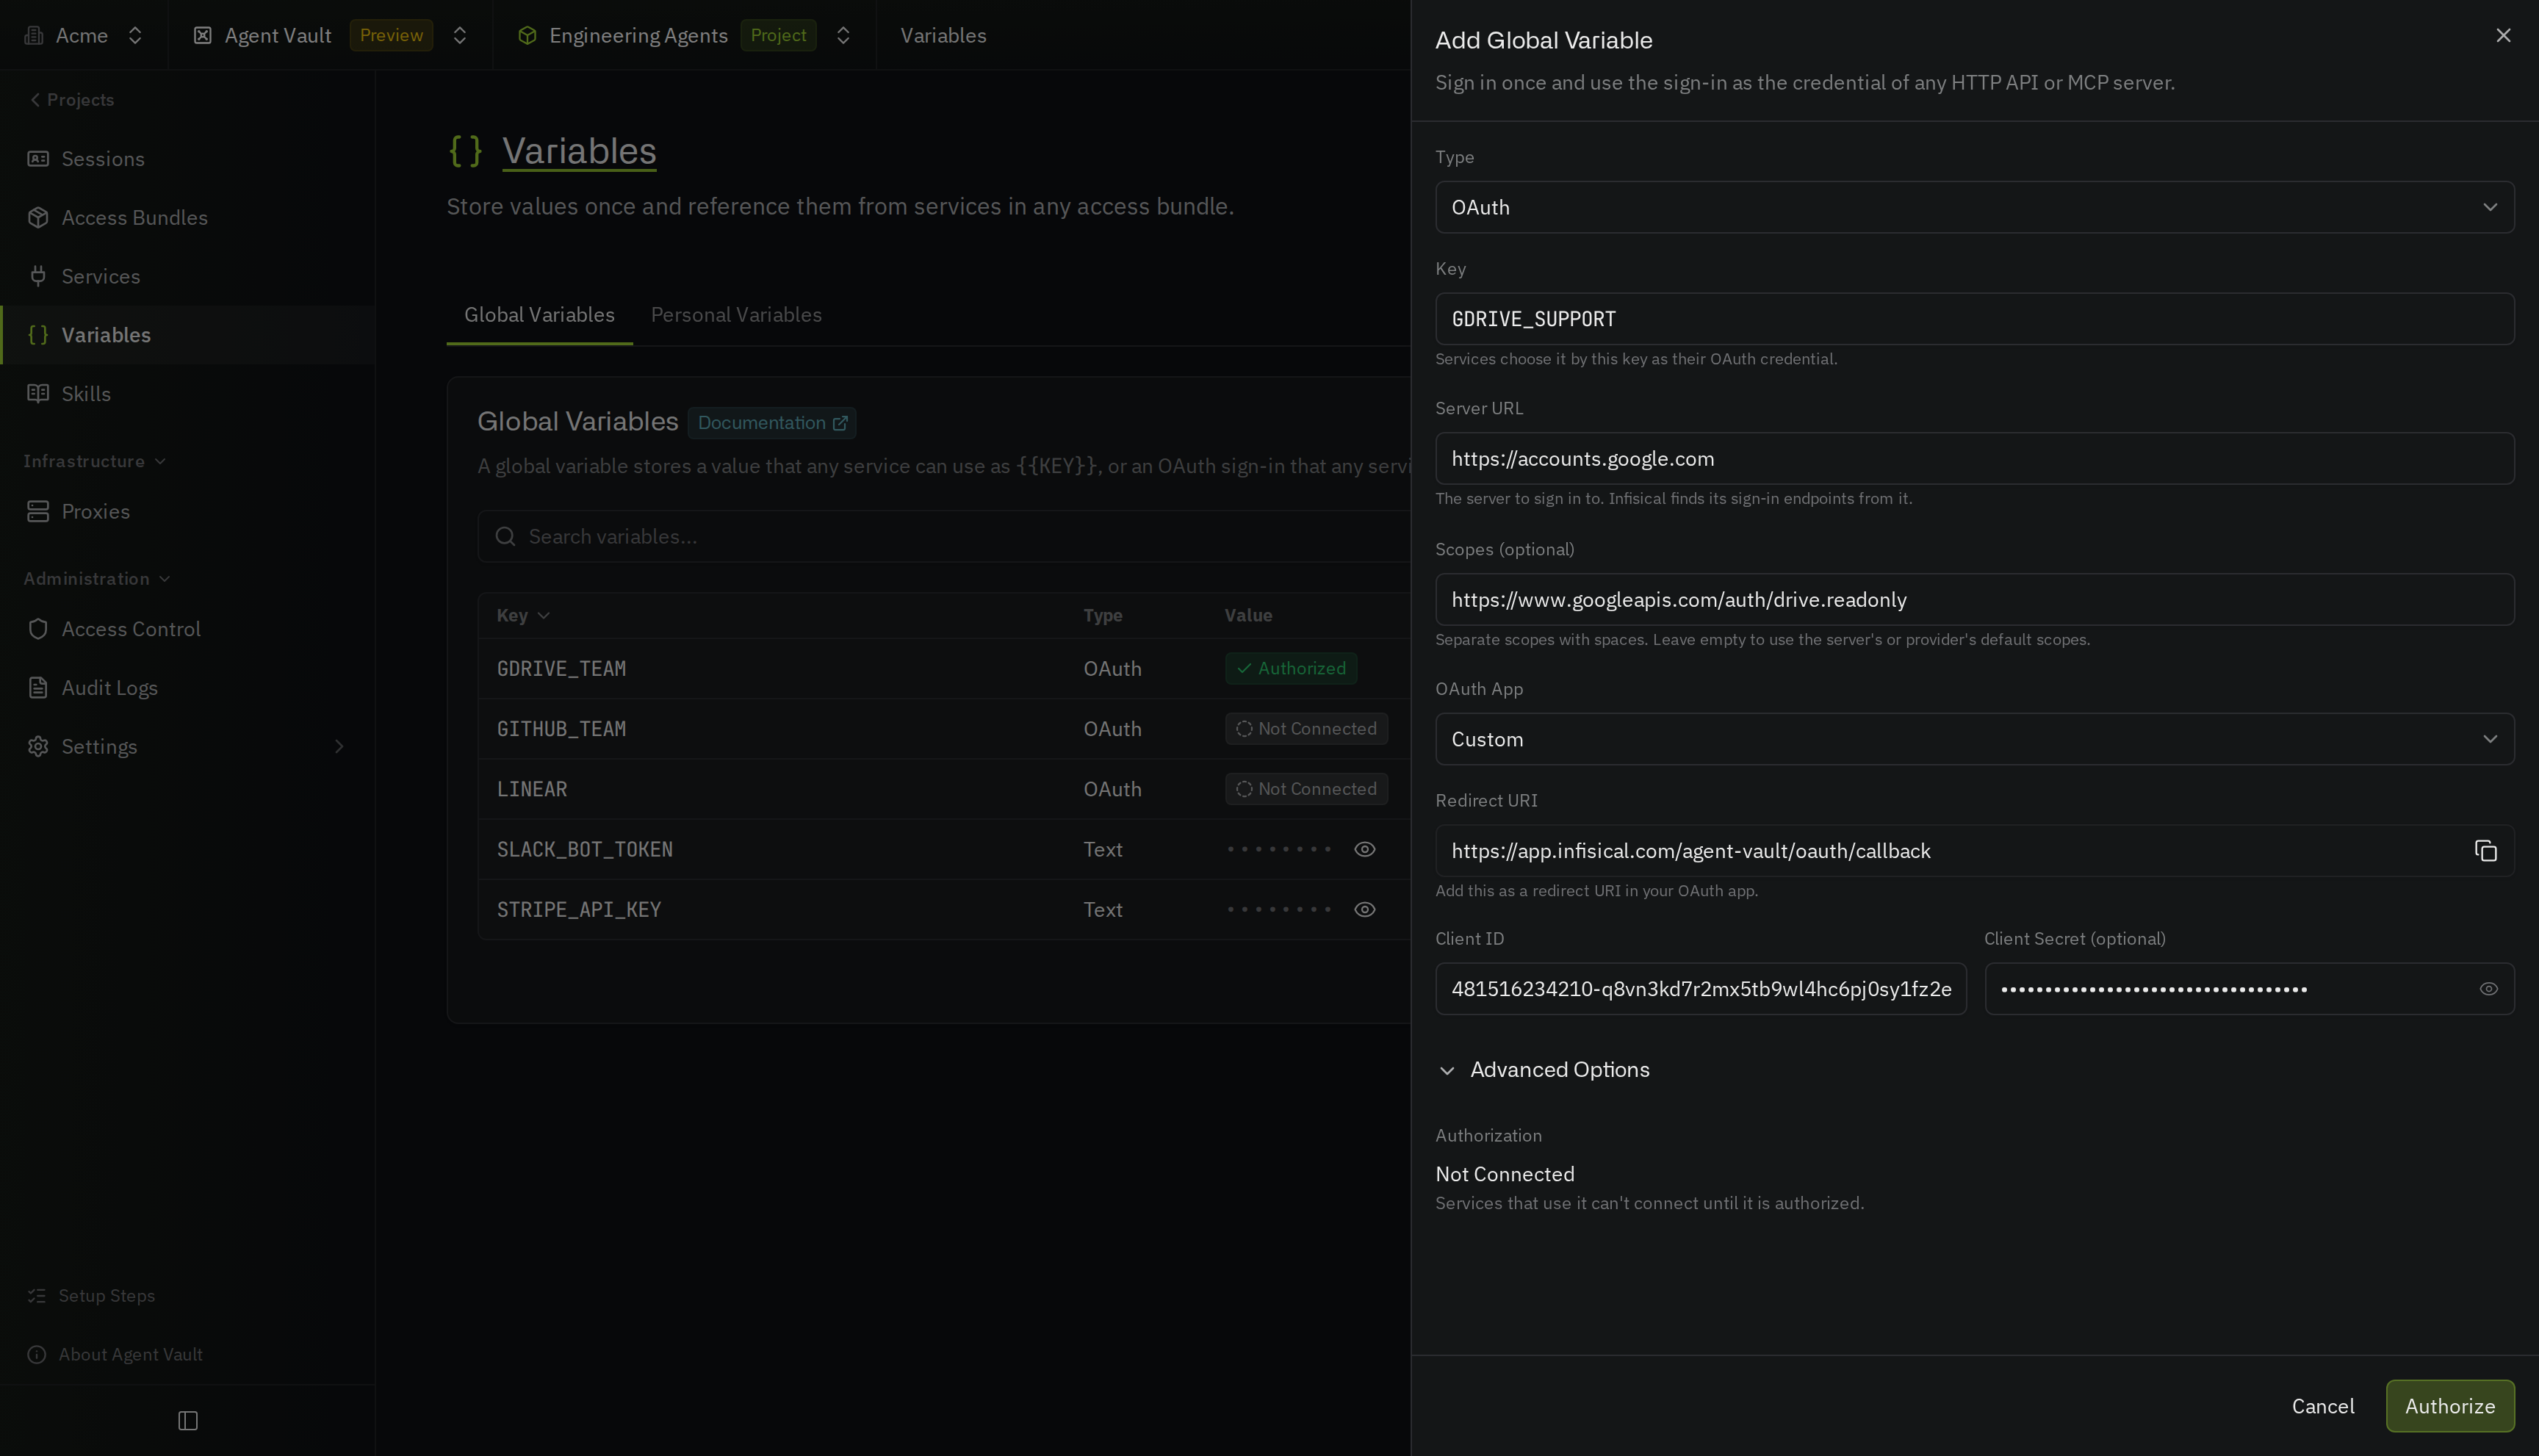 Acme
Agent Vault Preview
Engineering Agents Project
Variables
Projects
Sessions
Access Bundles
Services
Variables
Skills
Infrastructure
Proxies
Administration
Access Control
Audit Logs
Settings
Setup Steps
About Agent Vault
{} Variables
Store values once and reference them from services in any access bundle.
Global Variables Personal Variables
Global Variables Documentation
A global variable stores a value that any service can use as {{KEY}}, or an OAuth sign-in that any servi
Search variables...
Key Type Value
GDRIVE_TEAM OAuth Authorized
GITHUB_TEAM OAuth Not Connected
LINEAR OAuth Not Connected
SLACK_BOT_TOKEN Text ••••••••
STRIPE_API_KEY Text ••••••••
Add Global Variable
Sign in once and use the sign-in as the credential of any HTTP API or MCP server.
Type
OAuth
Key
GDRIVE_SUPPORT
Services choose it by this key as their OAuth credential.
Server URL
https://accounts.google.com
The server to sign in to. Infisical finds its sign-in endpoints from it.
Scopes (optional)
https://www.googleapis.com/auth/drive.readonly
Separate scopes with spaces. Leave empty to use the server's or provider's default scopes.
OAuth App
Custom
Redirect URI
https://app.infisical.com/agent-vault/oauth/callback
Add this as a redirect URI in your OAuth app.
Client ID Client Secret (optional)
481516234210-q8vn3kd7r2mx5tb9wl4hc6pj0sy1fz2e •••••••••••••••••••••••••••••••••••
Advanced Options
Authorization
Not Connected
Services that use it can't connect until it is authorized.
Cancel Authorize